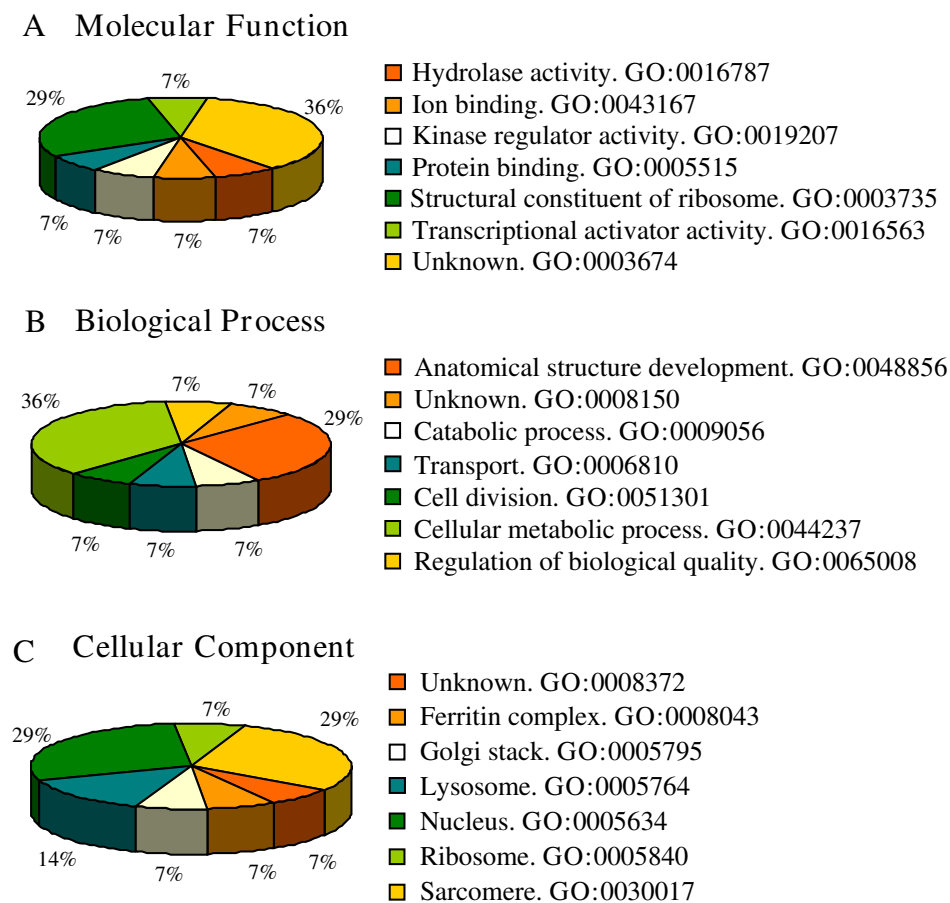 A Molecular Function
7%
29%
36%
7%
7%
7%
7%
Hydrolase activity. GO:0016787
Ion binding. GO:0043167
Kinase regulator activity. GO:0019207
Protein binding. GO:0005515
Structural constituent of ribosome. GO:0003735
Transcriptional activator activity. GO:0016563
Unknown. GO:0003674
B Biological Process
7%
7%
36%
29%
7%
7%
7%
Anatomical structure development. GO:0048856
Unknown. GO:0008150
Catabolic process. GO:0009056
Transport. GO:0006810
Cell division. GO:0051301
Cellular metabolic process. GO:0044237
Regulation of biological quality. GO:0065008
C Cellular Component
7%
29%
29%
14%
7%
7%
7%
Unknown. GO:0008372
Ferritin complex. GO:0008043
Golgi stack. GO:0005795
Lysosome. GO:0005764
Nucleus. GO:0005634
Ribosome. GO:0005840
Sarcomere. GO:0030017